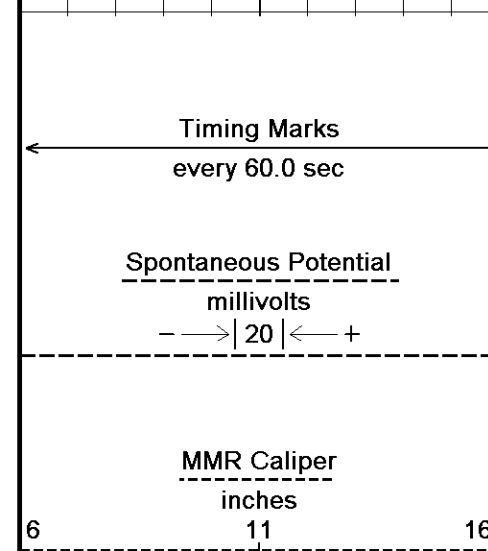 Timing Marks
every 60.0 sec
Spontaneous Potential
millivolts
− ⟶| 20 |⟵ +
MMR Caliper
inches
6 11 16